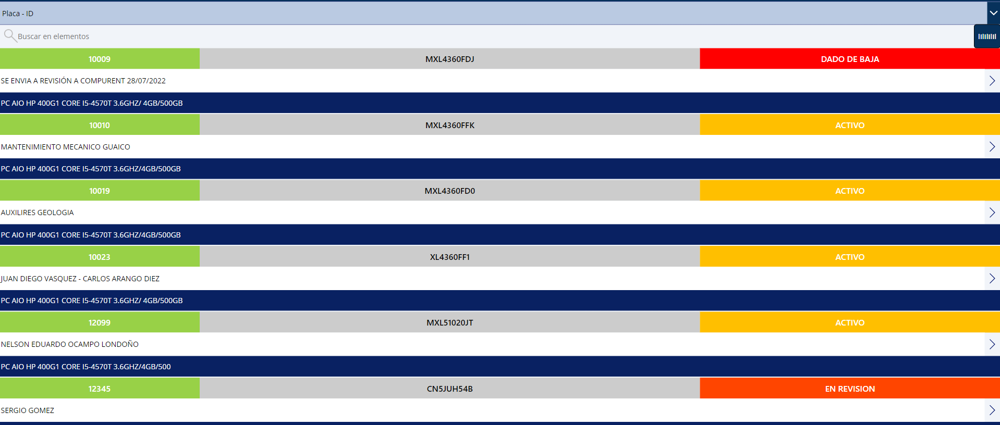 Placa - ID
Buscar en elementos
10009 MXL4360FDJ DADO DE BAJA
SE ENVIA A REVISIÓN A COMPURENT 28/07/2022
PC AIO HP 400G1 CORE I5-4570T 3.6GHZ/ 4GB/500GB
10010 MXL4360FFK ACTIVO
MANTENIMIENTO MECANICO GUAICO
PC AIO HP 400G1 CORE I5-4570T 3.6GHZ/4GB/500GB
10019 MXL4360FD0 ACTIVO
AUXILIRES GEOLOGIA
PC AIO HP 400G1 CORE I5-4570T 3.6GHZ/4GB/500GB
10023 XL4360FF1 ACTIVO
JUAN DIEGO VASQUEZ - CARLOS ARANGO DIEZ
PC AIO HP 400G1 CORE I5-4570T 3.6GHZ/ 4GB/500GB
12099 MXL51020JT ACTIVO
NELSON EDUARDO OCAMPO LONDOÑO
PC AIO HP 400G1 CORE I5-4570T 3.6GHZ/4GB/500
12345 CN5JUH54B EN REVISION
SERGIO GOMEZ